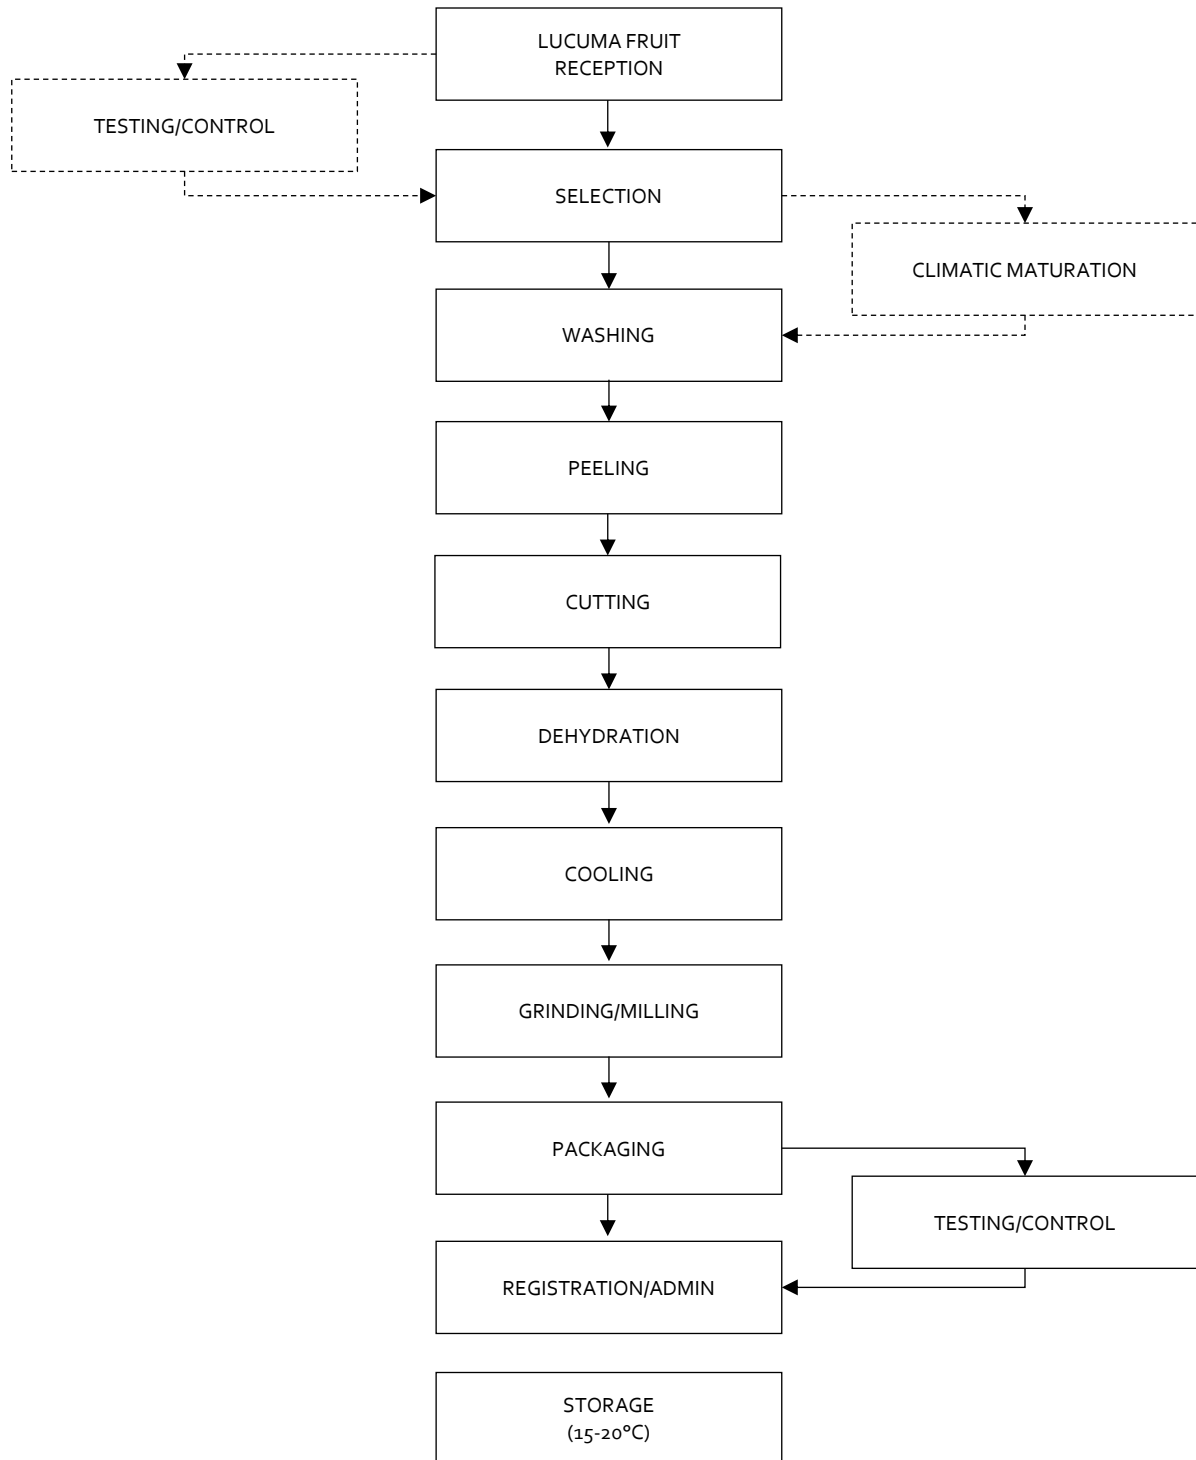 LUCUMA FRUIT
RECEPTION
TESTING/CONTROL
SELECTION
CLIMATIC MATURATION
WASHING
PEELING
CUTTING
DEHYDRATION
COOLING
GRINDING/MILLING
PACKAGING
TESTING/CONTROL
REGISTRATION/ADMIN
STORAGE
(15-20°C)